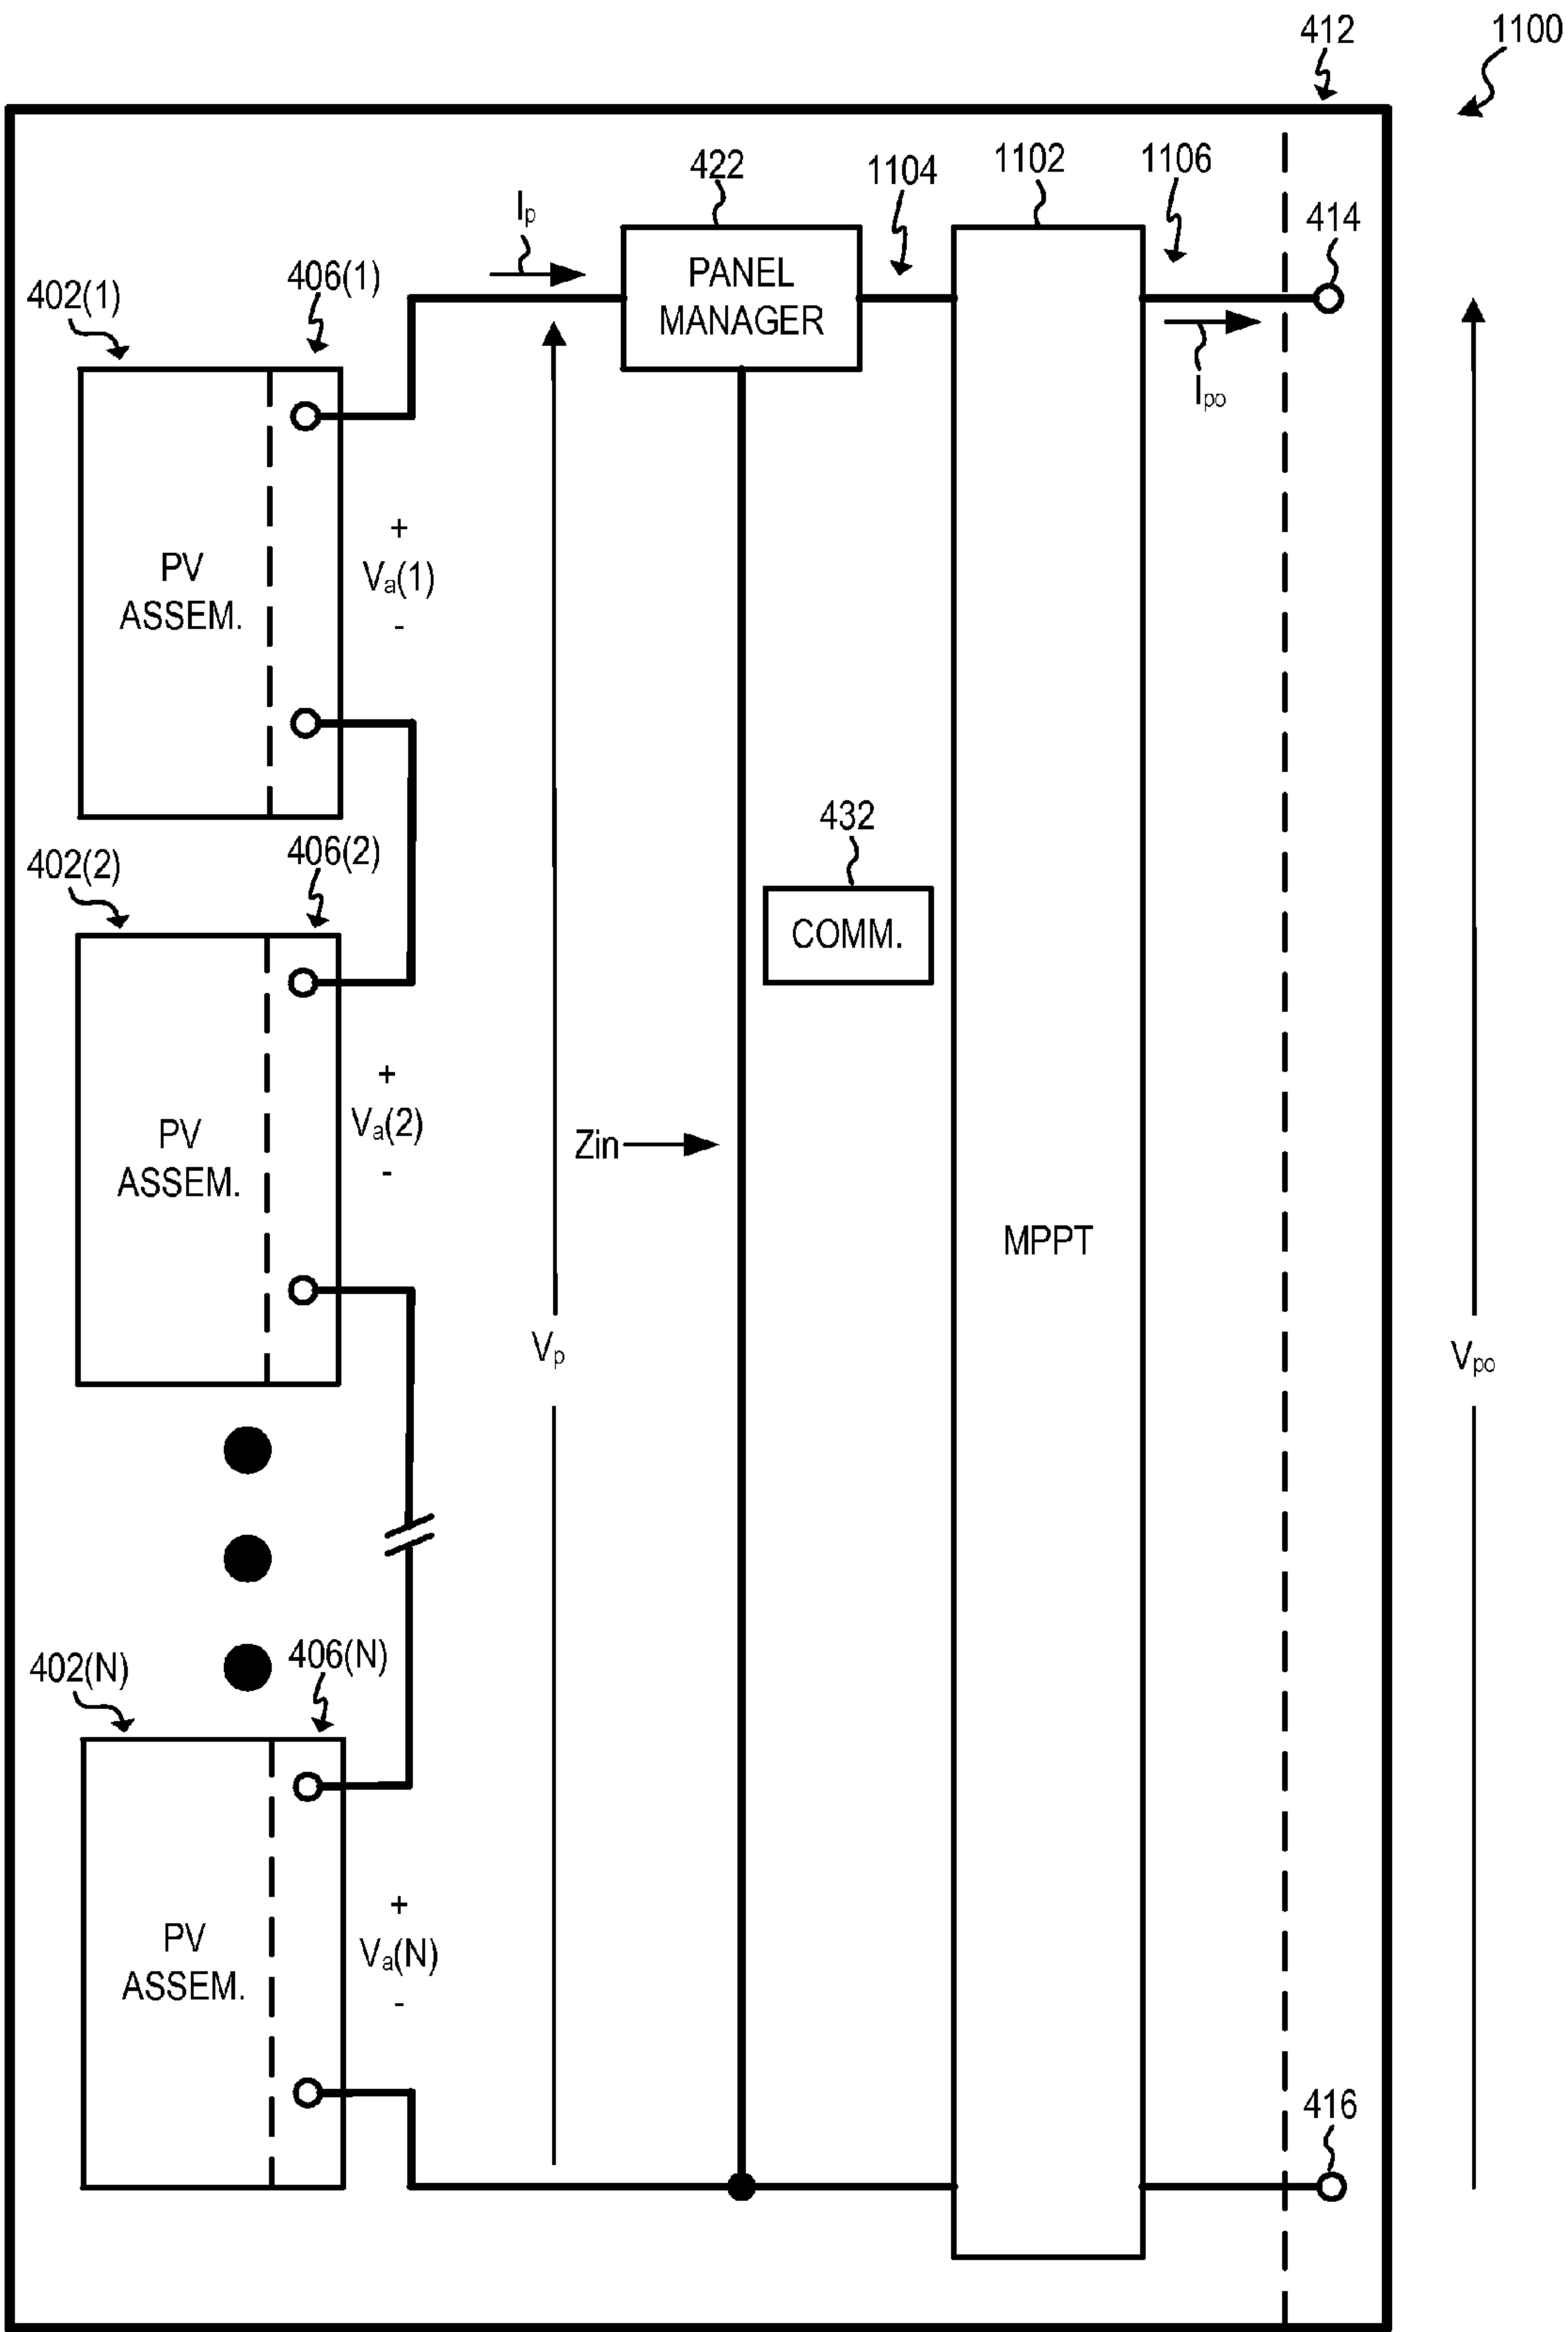 412
1100
422
1104
1102
1106
Ip
414
402(1)
406(1)
PANEL
MANAGER
Ipo
+
PV
ASSEM.
Va(1)
-
432
402(2)
406(2)
COMM.
+
PV
ASSEM.
Va(2)
-
Zin
MPPT
Vp
Vpo
402(N)
406(N)
+
PV
ASSEM.
Va(N)
-
416